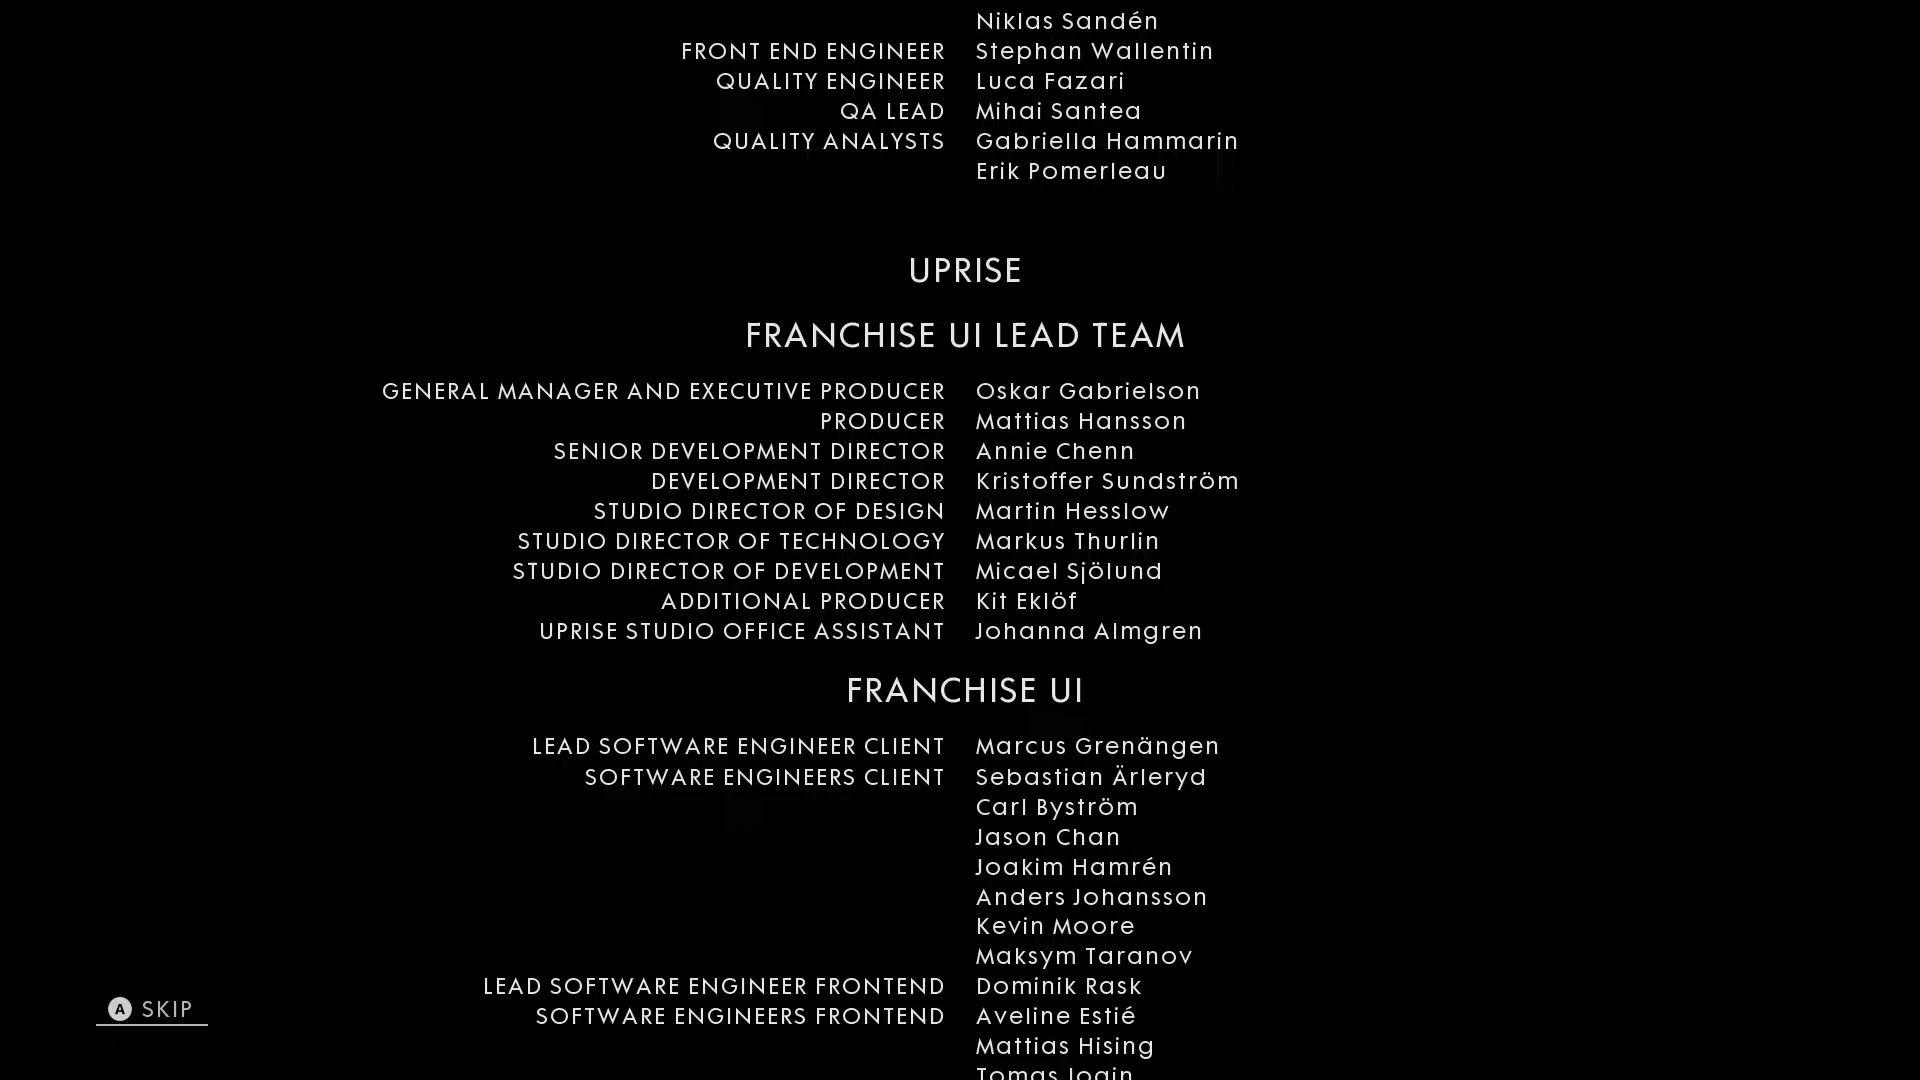 Niklas Sandén
FRONT END ENGINEER Stephan Wallentin
QUALITY ENGINEER Luca Fazari
QA LEAD Mihai Santea
QUALITY ANALYSTS Gabriella Hammarin
Erik Pomerleau
UPRISE
FRANCHISE UI LEAD TEAM
GENERAL MANAGER AND EXECUTIVE PRODUCER Oskar Gabrielson
PRODUCER Mattias Hansson
SENIOR DEVELOPMENT DIRECTOR Annie Chenn
DEVELOPMENT DIRECTOR Kristoffer Sundström
STUDIO DIRECTOR OF DESIGN Martin Hesslow
STUDIO DIRECTOR OF TECHNOLOGY Markus Thurlin
STUDIO DIRECTOR OF DEVELOPMENT Micael Sjölund
ADDITIONAL PRODUCER Kit Eklöf
UPRISE STUDIO OFFICE ASSISTANT Johanna Almgren
FRANCHISE UI
LEAD SOFTWARE ENGINEER CLIENT Marcus Grenängen
SOFTWARE ENGINEERS CLIENT Sebastian Ärleryd
Carl Byström
Jason Chan
Joakim Hamrén
Anders Johansson
Kevin Moore
Maksym Taranov
LEAD SOFTWARE ENGINEER FRONTEND Dominik Rask
A SKIP
SOFTWARE ENGINEERS FRONTEND Aveline Estié
Mattias Hising
Tomas